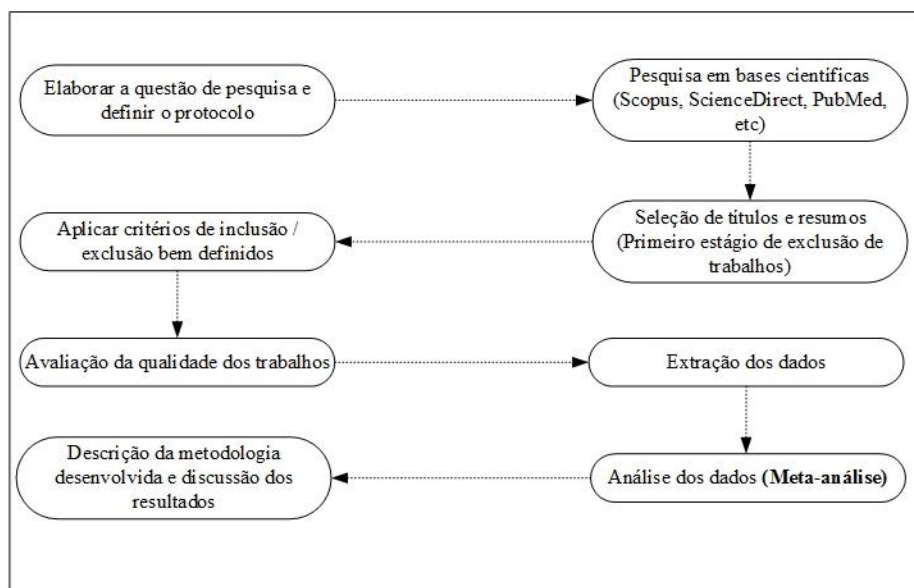 Elaborar a questão de pesquisa e
definir o protocolo
Pesquisa em bases científicas
(Scopus, ScienceDirect, PubMed,
etc)
Seleção de títulos e resumos
(Primeiro estágio de exclusão de
trabalhos)
Aplicar critérios de inclusão /
exclusão bem definidos
Avaliação da qualidade dos trabalhos
Extração dos dados
Análise dos dados (Meta-análise)
Descrição da metodologia
desenvolvida e discussão dos
resultados